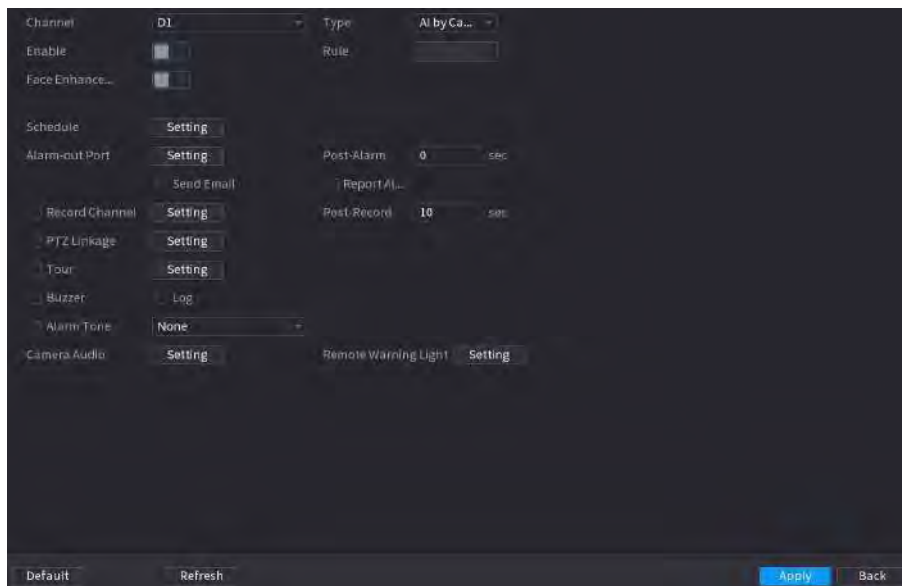 Channel D1 Type AI by Ca...
Enable Rule
Face Enhance...
Schedule Setting
Alarm-out Port Setting Post-Alarm 0 sec
Send Email Report AL...
Record Channel Setting Post-Record 10 sec
PTZ Linkage Setting
Tour Setting
Buzzer Log
Alarm Tone None
Camera Audio Setting Remote Warning Light Setting
Default Refresh Apply Back